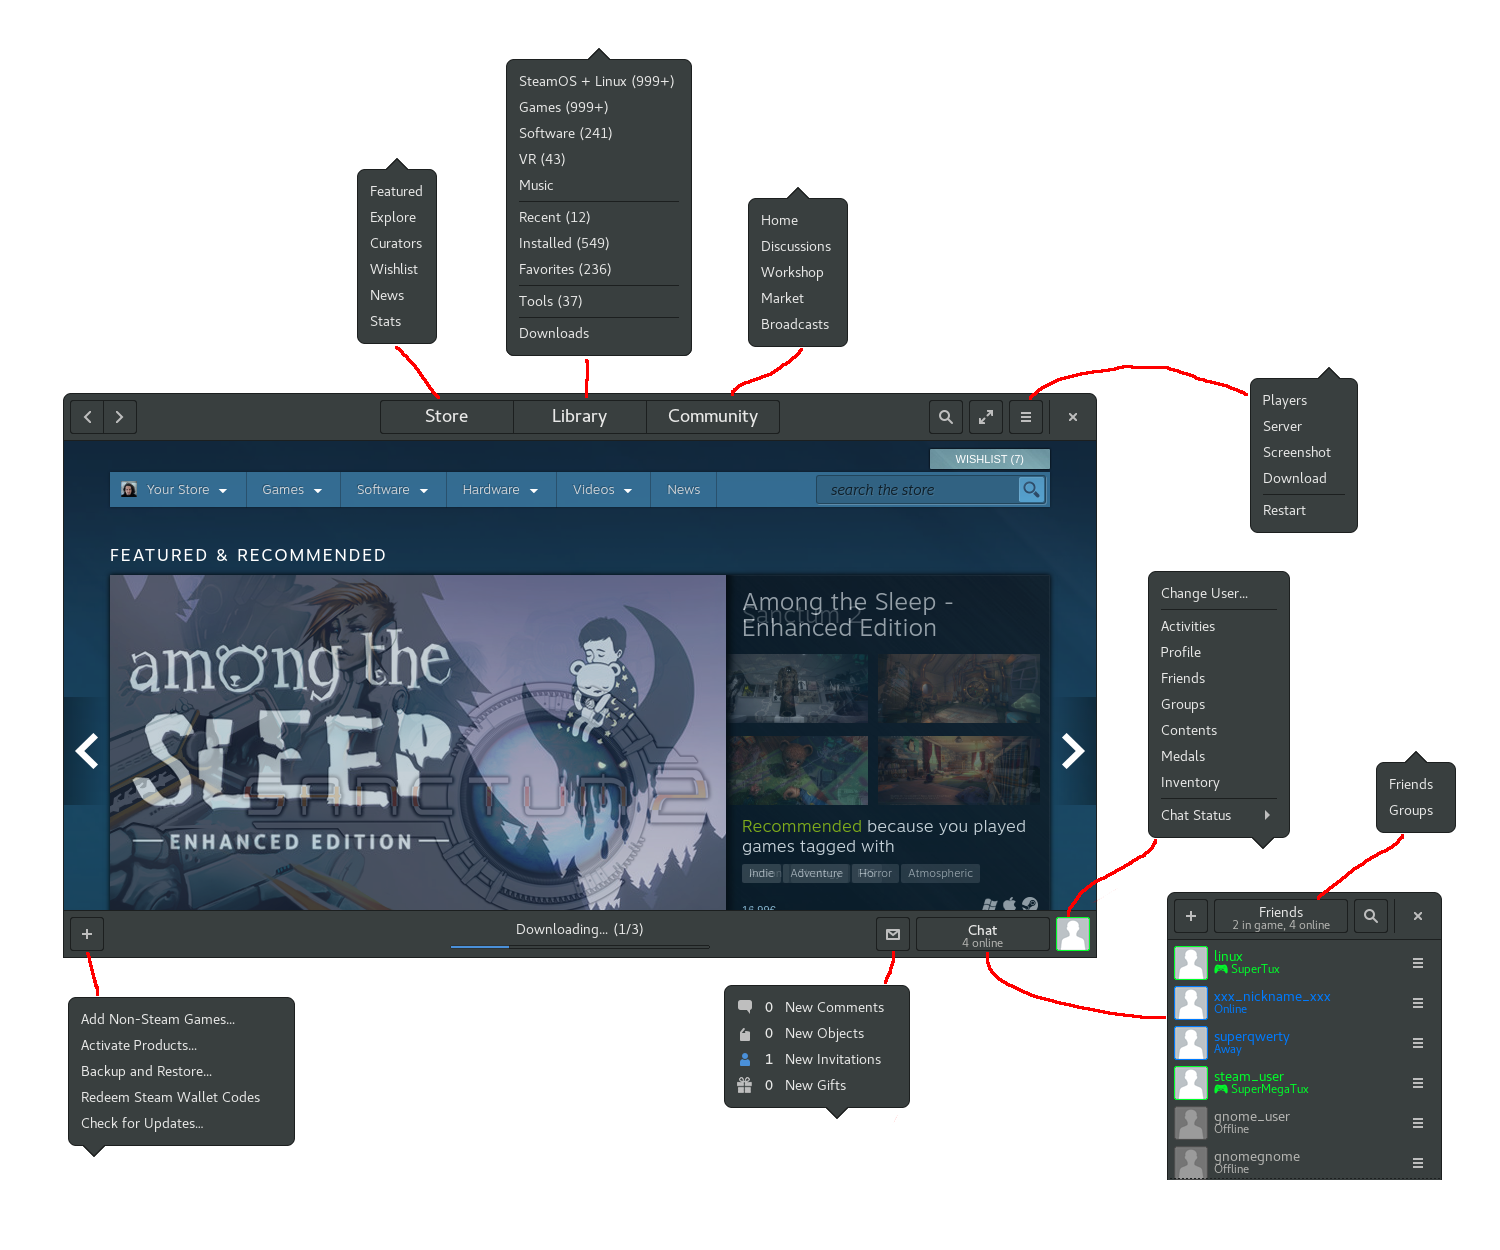 SteamOS + Linux (999+)
Games (999+)
Software (241)
VR (43)
Music
Recent (12)
Installed (549)
Favorites (236)
Tools (37)
Downloads
Featured
Explore
Curators
Wishlist
News
Stats
Home
Discussions
Workshop
Market
Broadcasts
Players
Server
Screenshot
Download
Restart
Store
Library
Community
WISHLIST (7)
Your Store
Games
Software
Hardware
Videos
News
search the store
FEATURED & RECOMMENDED
among the
SLEEP
SANCTUM 2
ENHANCED EDITION
Among the Sleep -
Sanctum 2
Enhanced Edition
Recommended because you played
games tagged with
Indie
Adventure
Horror
Atmospheric
16,99€
Change User...
Activities
Profile
Friends
Groups
Contents
Medals
Inventory
Chat Status
Friends
Groups
Downloading... (1/3)
Chat
4 online
Add Non-Steam Games...
Activate Products...
Backup and Restore...
Redeem Steam Wallet Codes
Check for Updates...
0 New Comments
0 New Objects
1 New Invitations
0 New Gifts
Friends
2 in game, 4 online
linux
SuperTux
xxx_nickname_xxx
Online
superqwerty
Away
steam_user
SuperMegaTux
gnome_user
Offline
gnomegnome
Offline